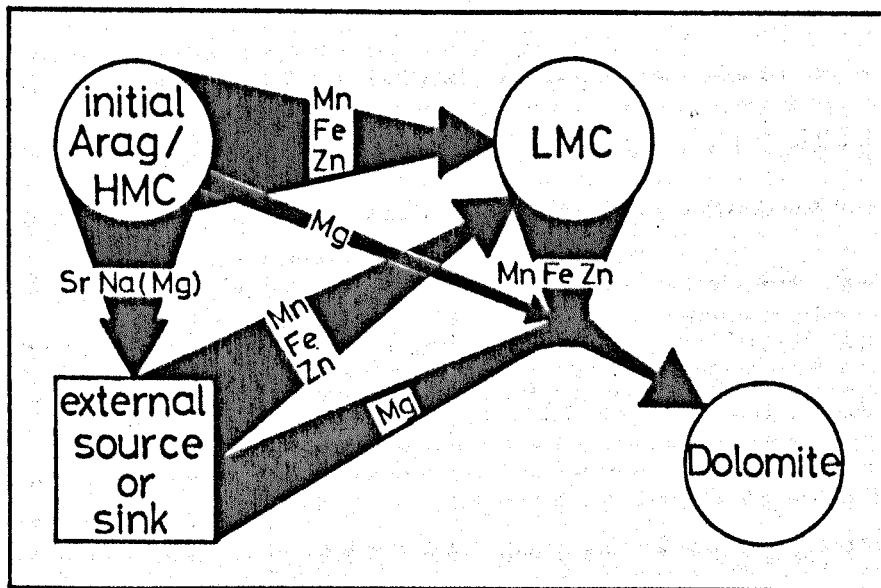 initial
Arag/
HMC
Mn
Fe
Zn
LMC
Mg
Sr Na(Mg)
Mn Fe Zn
Mn
Fe
Zn
external
source
or
sink
Mg
Dolomite